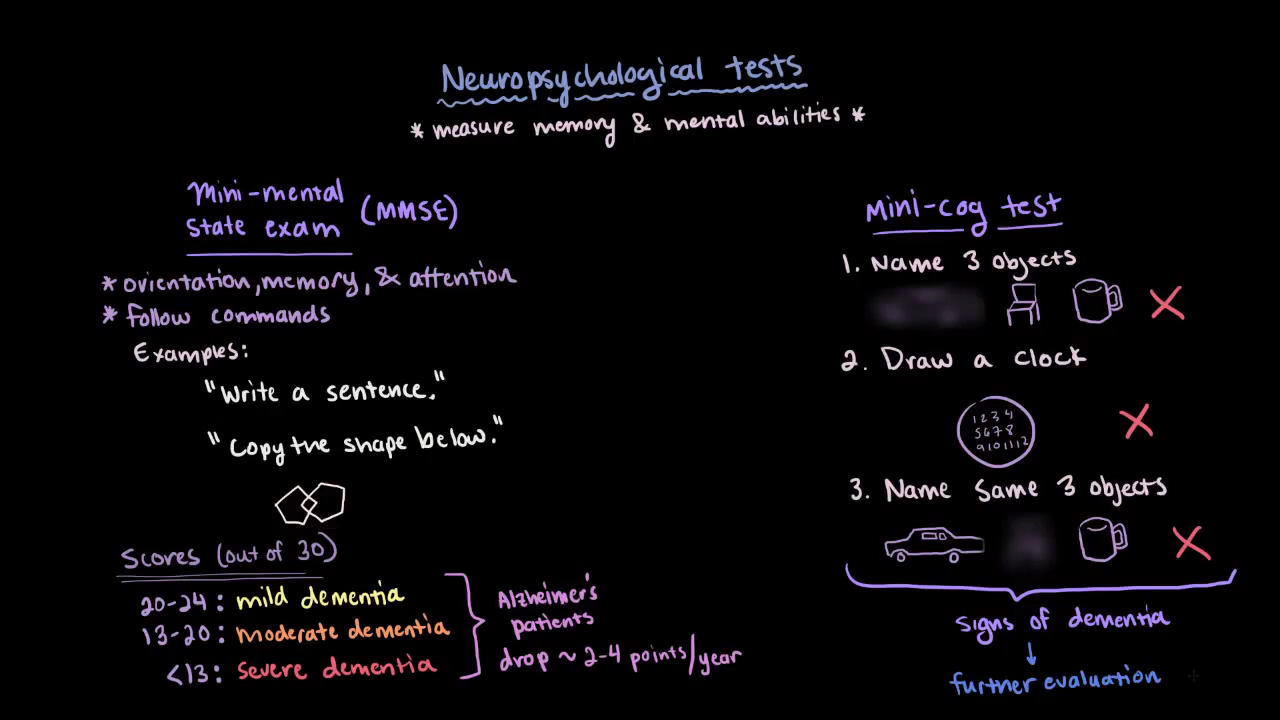 Neuropsychological tests
* measure memory & mental abilities *
Mini-mental
state exam (MMSE)
* orientation, memory, & attention
* follow commands
Examples:
"Write a sentence."
"Copy the shape below."
Scores (out of 30)
20-24: mild dementia
13-20: moderate dementia
<13: severe dementia
Alzheimer's
patients
drop ~ 2-4 points/year
Mini-cog test
1. Name 3 objects
2. Draw a clock
1 2 3 4
5 6 7 8
9 10 11 12
3. Name same 3 objects
signs of dementia
further evaluation